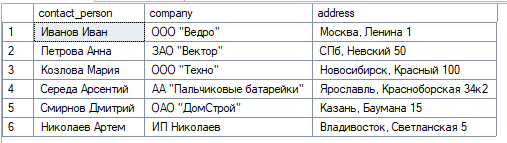 contact_person company address
1 Иванов Иван ООО "Ведро" Москва, Ленина 1
2 Петрова Анна ЗАО "Вектор" СПб, Невский 50
3 Козлова Мария ООО "Техно" Новосибирск, Красный 100
4 Середа Арсентий АА "Пальчиковые батарейки" Ярославль, Красноборская 34к2
5 Смирнов Дмитрий ОАО "ДомСтрой" Казань, Баумана 15
6 Николаев Артем ИП Николаев Владивосток, Светланская 5